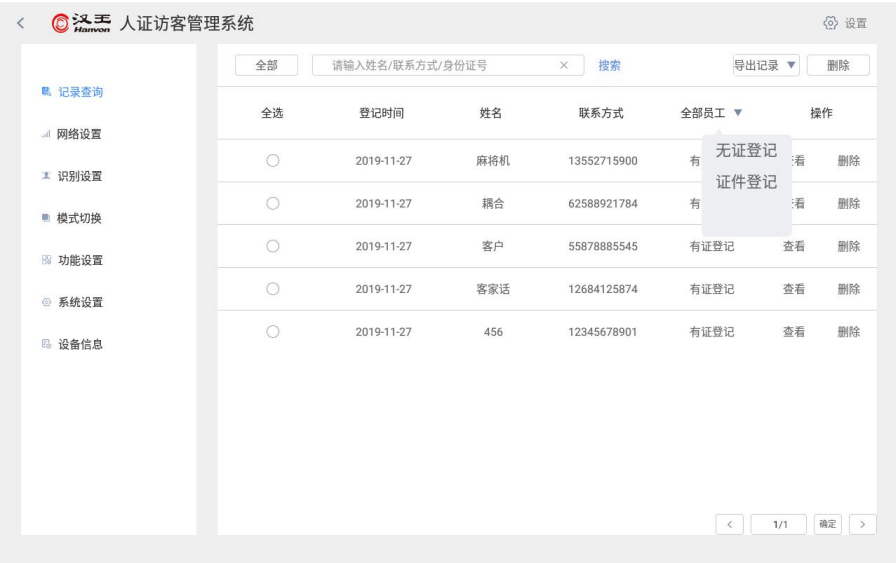 汉王 Hanvon 人证访客管理系统 设置
全部 请输入姓名/联系方式/身份证号 × 搜索 导出记录 ▼ 删除
记录查询
网络设置
识别设置
模式切换
功能设置
系统设置
设备信息
全选 登记时间 姓名 联系方式 全部员工 ▼ 操作
无证登记
证件登记
2019-11-27 麻将机 13552715900 有 看 删除
2019-11-27 耦合 62588921784 有 看 删除
2019-11-27 客户 55878885545 有证登记 查看 删除
2019-11-27 客家话 12684125874 有证登记 查看 删除
2019-11-27 456 12345678901 有证登记 查看 删除
< 1/1 确定 >